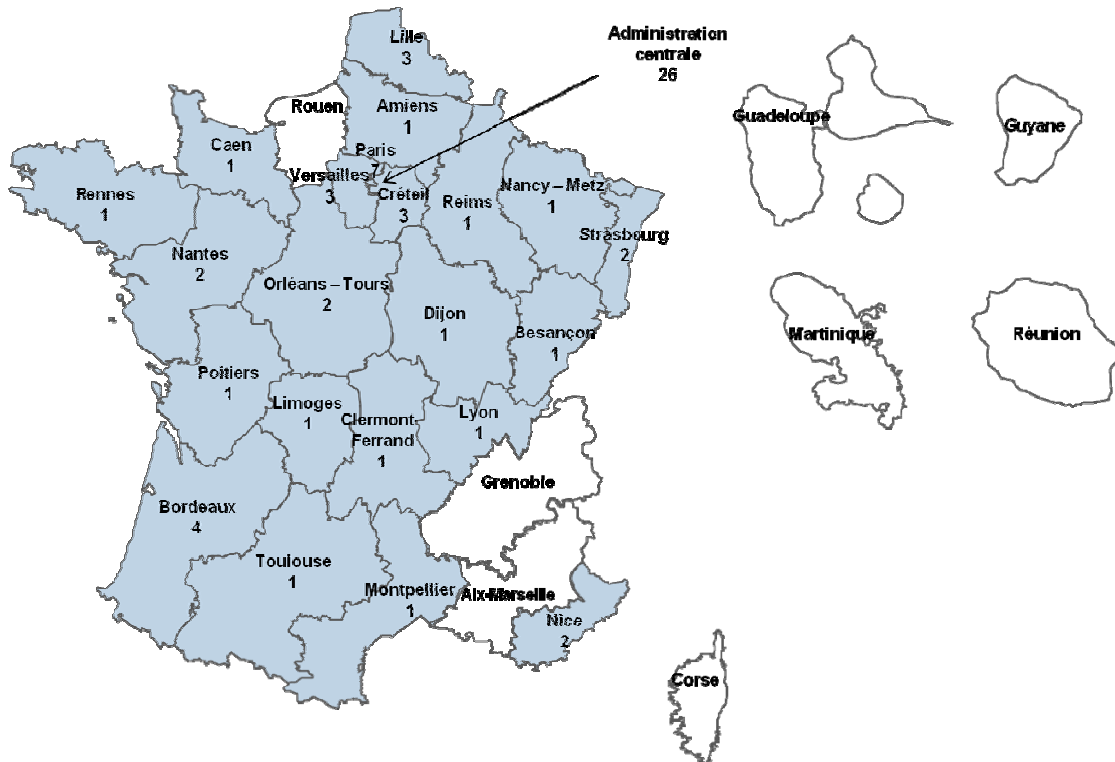 Lille
3
Administration
centrale
26
Rouen
Amiens
1
Guadeloupe
Guyane
Caen
1
Paris
7
Versailles
3
Créteil
3
Reims
1
Nancy – Metz
1
Rennes
1
Strasbourg
2
Nantes
2
Orléans – Tours
2
Dijon
1
Besançon
1
Martinique
Réunion
Poitiers
1
Limoges
1
Clermont-
Ferrand
1
Lyon
1
Grenoble
Bordeaux
4
Toulouse
1
Montpellier
1
Aix-Marseille
Nice
2
Corse